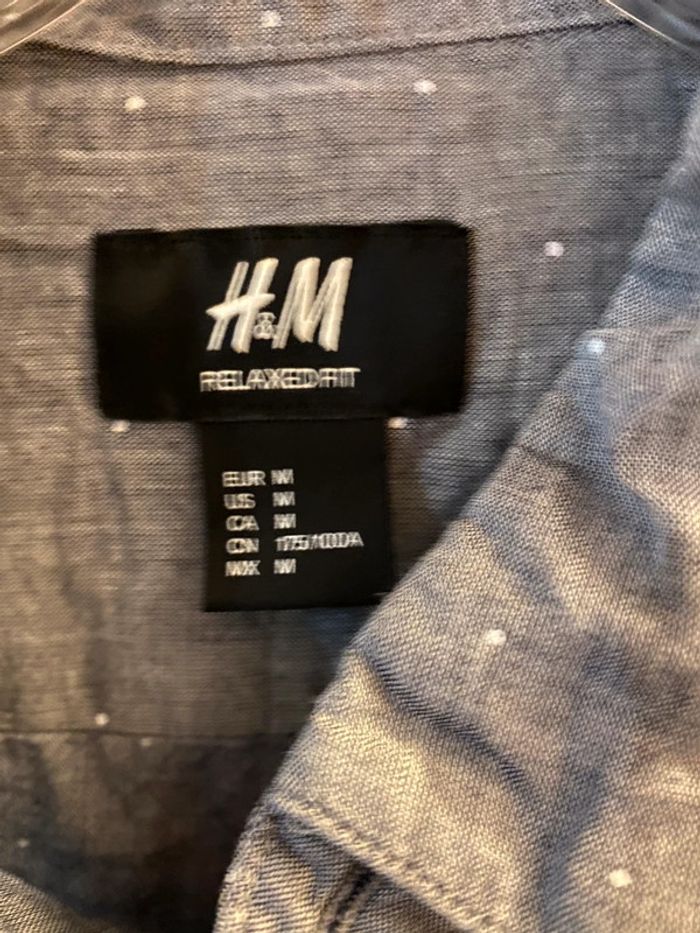 H&M
RELAXED FIT
EUR M
US M
CA M
CN 175/100A
MX M